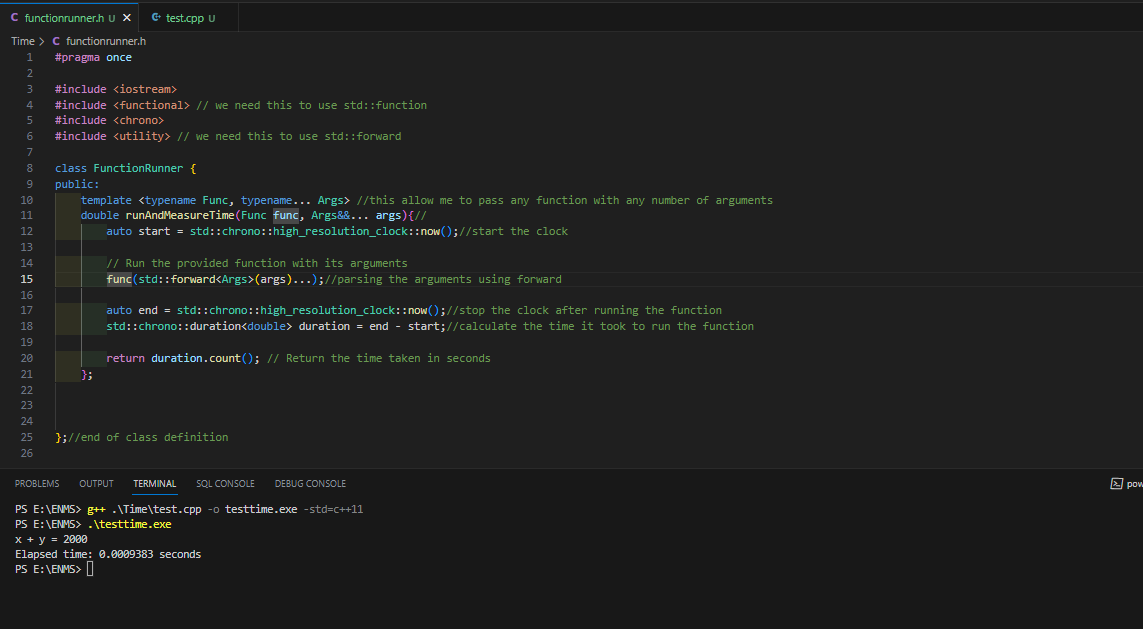 functionrunner.h U test.cpp U
Time > functionrunner.h
1 #pragma once
2
3 #include <iostream>
4 #include <functional> // we need this to use std::function
5 #include <chrono>
6 #include <utility> // we need this to use std::forward
7
8 class FunctionRunner {
9 public:
10 template <typename Func, typename... Args> //this allow me to pass any function with any number of arguments
11 double runAndMeasureTime(Func func, Args&&... args){//
12 auto start = std::chrono::high_resolution_clock::now();//start the clock
13
14 // Run the provided function with its arguments
15 func(std::forward<Args>(args)...);//parsing the arguments using forward
16
17 auto end = std::chrono::high_resolution_clock::now();//stop the clock after running the function
18 std::chrono::duration<double> duration = end - start;//calculate the time it took to run the function
19
20 return duration.count(); // Return the time taken in seconds
21 };
22
23
24
25 };//end of class definition
26
PROBLEMS OUTPUT TERMINAL SQL CONSOLE DEBUG CONSOLE pow
PS E:\ENMS> g++ .\Time\test.cpp -o testtime.exe -std=c++11
PS E:\ENMS> .\testtime.exe
x + y = 2000
Elapsed time: 0.0009383 seconds
PS E:\ENMS>